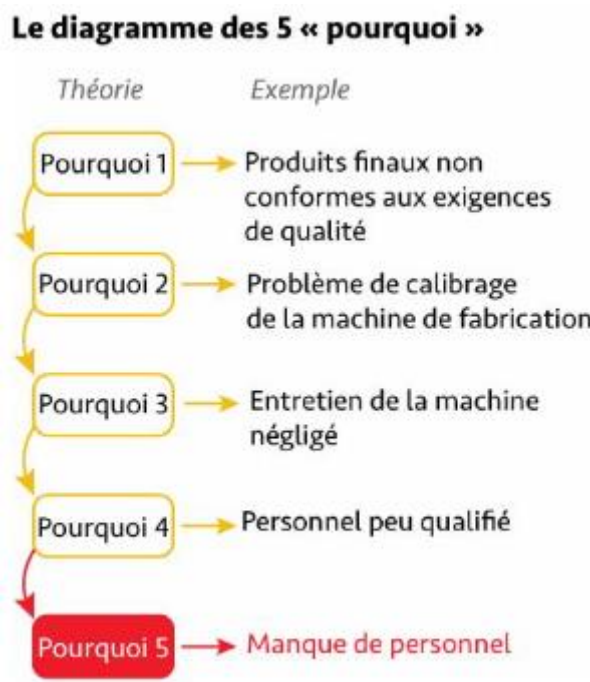 Le diagramme des 5 « pourquoi »
Théorie Exemple
Pourquoi 1 Produits finaux non
conformes aux exigences
de qualité
Pourquoi 2 Problème de calibrage
de la machine de fabrication
Pourquoi 3 Entretien de la machine
négligé
Pourquoi 4 Personnel peu qualifié
Pourquoi 5 Manque de personnel